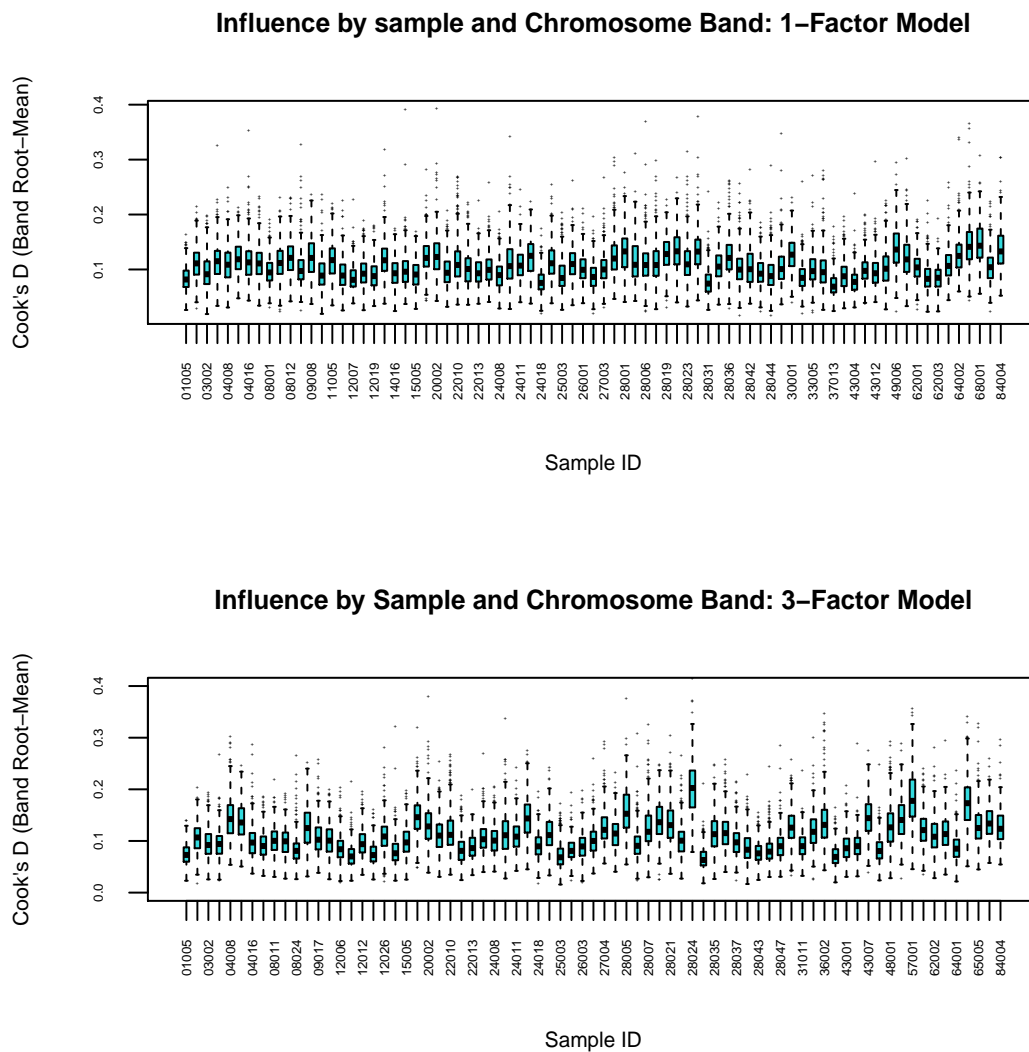 Influence by sample and Chromosome Band: 1−Factor Model
Cook's D (Band Root−Mean)
0.4
0.3
0.2
0.1
01005 03002 04008 04016 08001 08012 09008 11005 12007 12019 14016 15005 20002 22010 22013 24008 24011 24018 25003 26001 27003 28001 28006 28019 28023 28031 28036 28042 28044 30001 33005 37013 43004 43012 49006 62001 62003 64002 68001 84004
Sample ID
Influence by Sample and Chromosome Band: 3−Factor Model
Cook's D (Band Root−Mean)
0.4
0.3
0.2
0.1
0.0
01005 03002 04008 04016 08011 08024 09017 12006 12012 12026 15005 20002 22010 22013 24008 24011 24018 25003 26003 27004 28005 28007 28021 28024 28035 28037 28043 28047 31011 36002 43001 43007 48001 57001 62002 64001 65005 84004
Sample ID